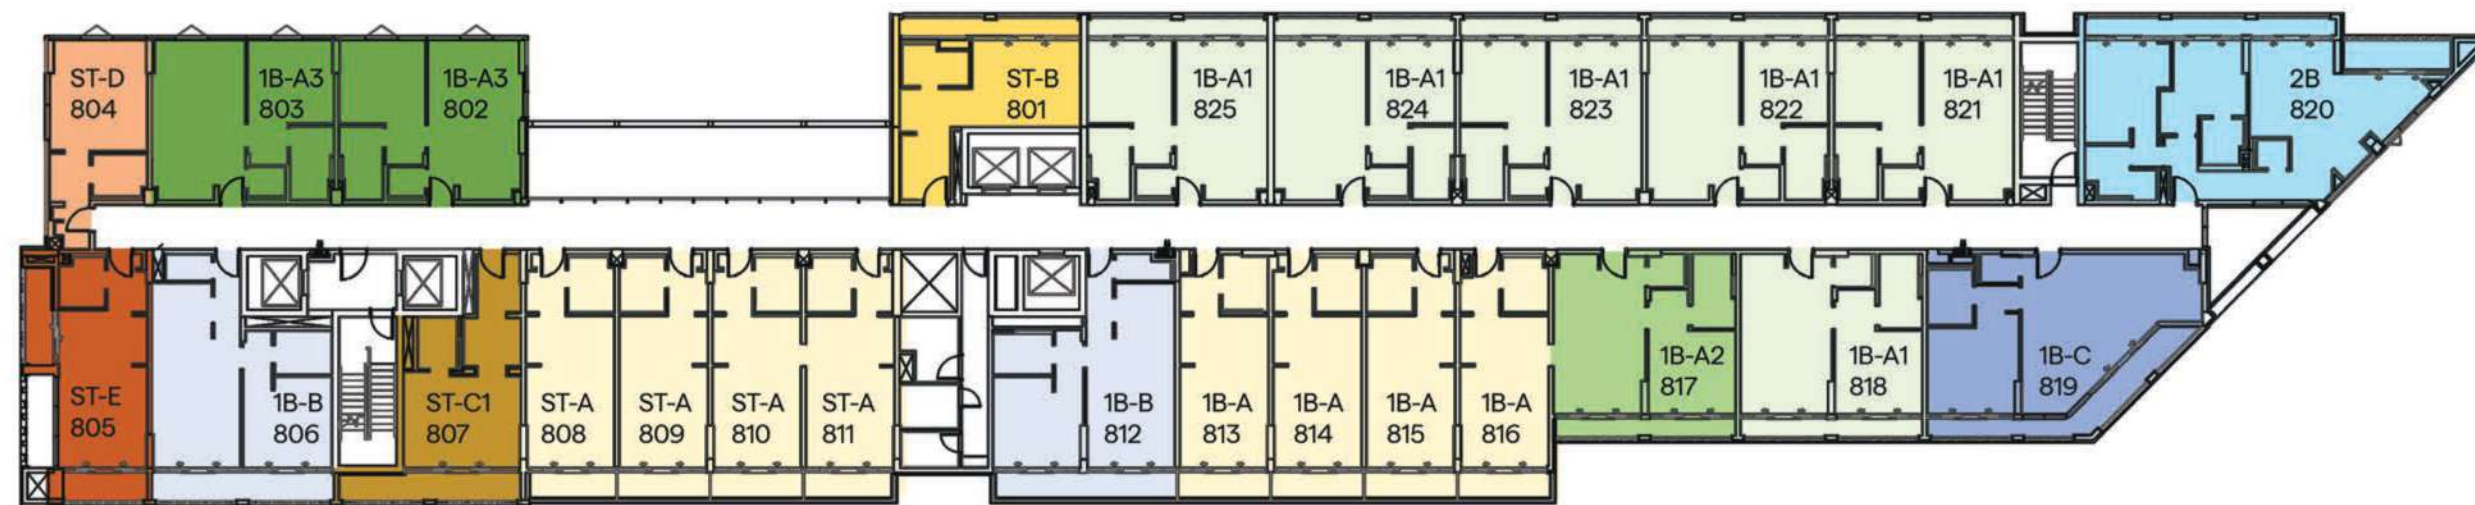 ST-D
804
1B-A3
803
1B-A3
802
ST-B
801
1B-A1
825
1B-A1
824
1B-A1
823
1B-A1
822
1B-A1
821
2B
820
ST-E
805
1B-B
806
ST-C1
807
ST-A
808
ST-A
809
ST-A
810
ST-A
811
1B-B
812
1B-A
813
1B-A
814
1B-A
815
1B-A
816
1B-A2
817
1B-A1
818
1B-C
819